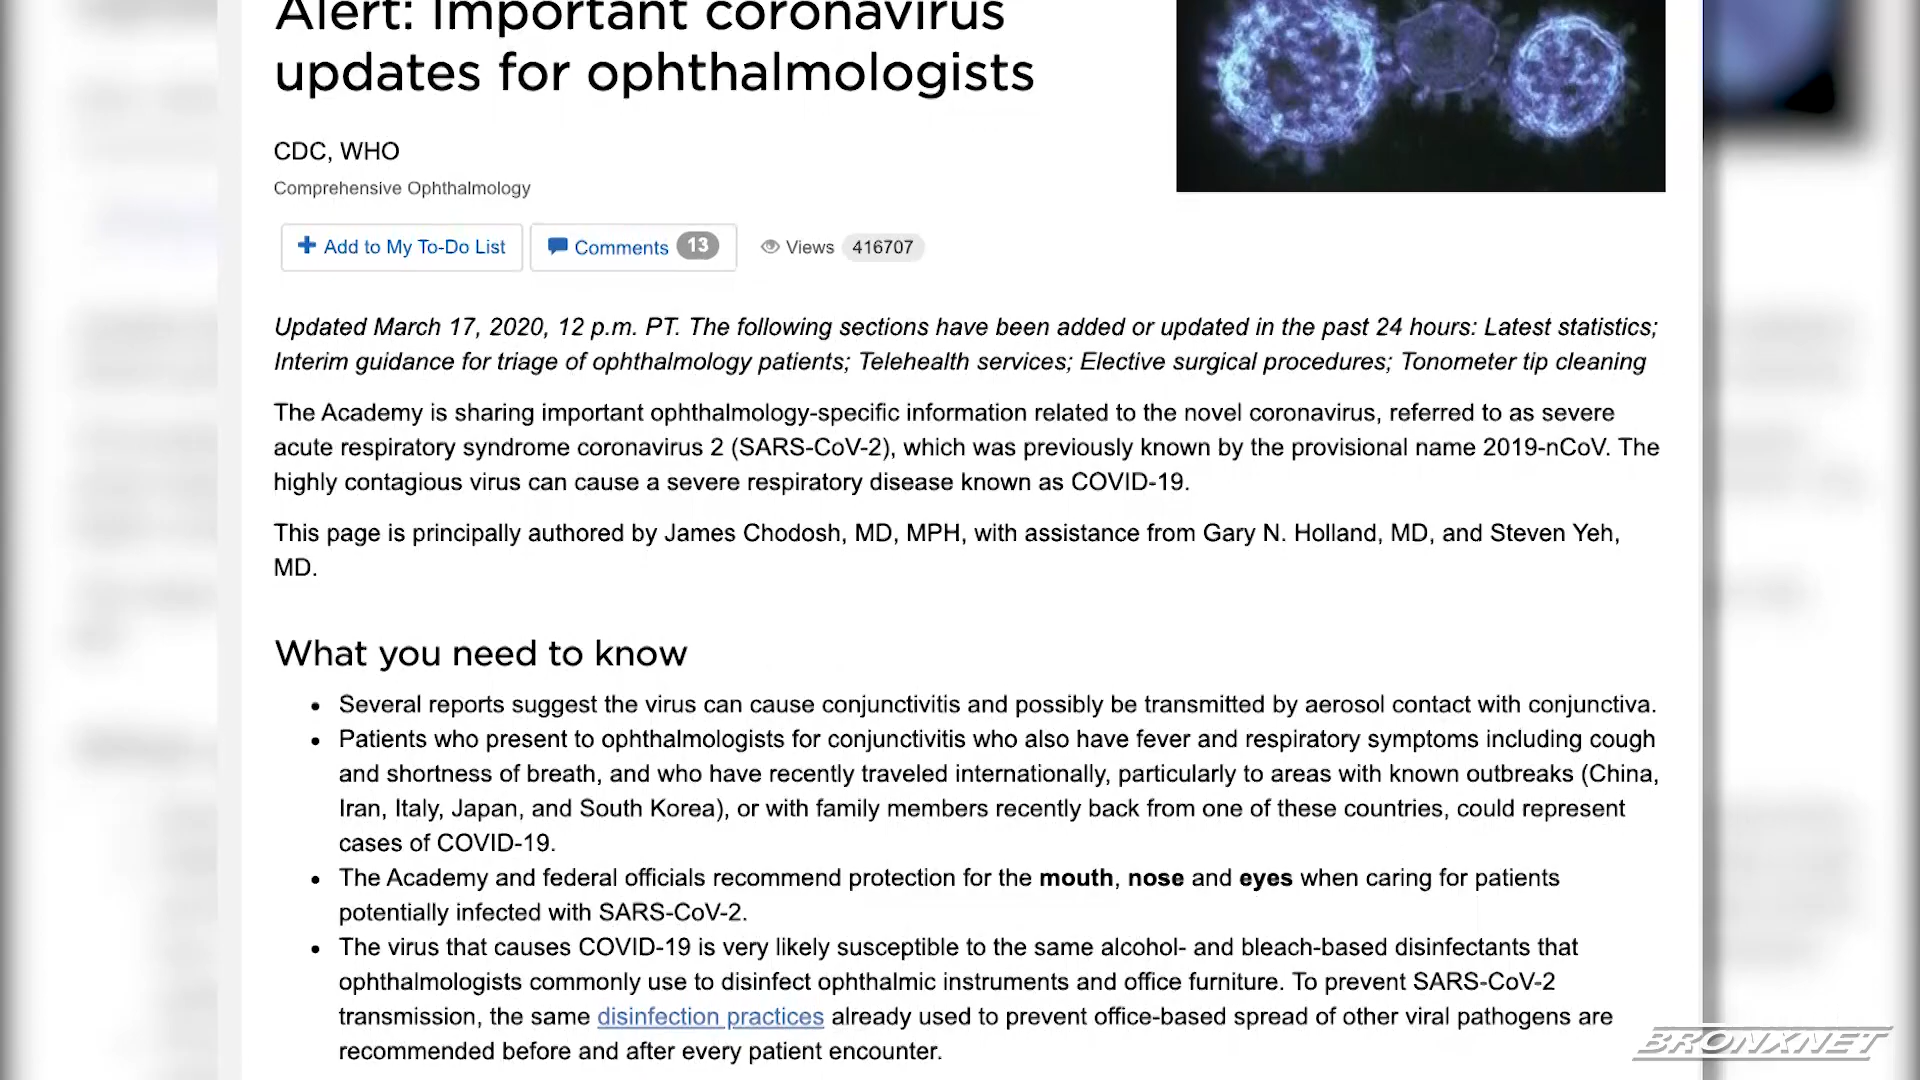 Alert: Important coronavirus
updates for ophthalmologists
CDC, WHO
Comprehensive Ophthalmology
Add to My To-Do List Comments 13 Views 416707
Updated March 17, 2020, 12 p.m. PT. The following sections have been added or updated in the past 24 hours: Latest statistics;
Interim guidance for triage of ophthalmology patients; Telehealth services; Elective surgical procedures; Tonometer tip cleaning
The Academy is sharing important ophthalmology-specific information related to the novel coronavirus, referred to as severe
acute respiratory syndrome coronavirus 2 (SARS-CoV-2), which was previously known by the provisional name 2019-nCoV. The
highly contagious virus can cause a severe respiratory disease known as COVID-19.
This page is principally authored by James Chodosh, MD, MPH, with assistance from Gary N. Holland, MD, and Steven Yeh,
MD.
What you need to know
• Several reports suggest the virus can cause conjunctivitis and possibly be transmitted by aerosol contact with conjunctiva.
• Patients who present to ophthalmologists for conjunctivitis who also have fever and respiratory symptoms including cough
and shortness of breath, and who have recently traveled internationally, particularly to areas with known outbreaks (China,
Iran, Italy, Japan, and South Korea), or with family members recently back from one of these countries, could represent
cases of COVID-19.
• The Academy and federal officials recommend protection for the mouth, nose and eyes when caring for patients
potentially infected with SARS-CoV-2.
• The virus that causes COVID-19 is very likely susceptible to the same alcohol- and bleach-based disinfectants that
ophthalmologists commonly use to disinfect ophthalmic instruments and office furniture. To prevent SARS-CoV-2
transmission, the same disinfection practices already used to prevent office-based spread of other viral pathogens are
recommended before and after every patient encounter.
BRONXNET